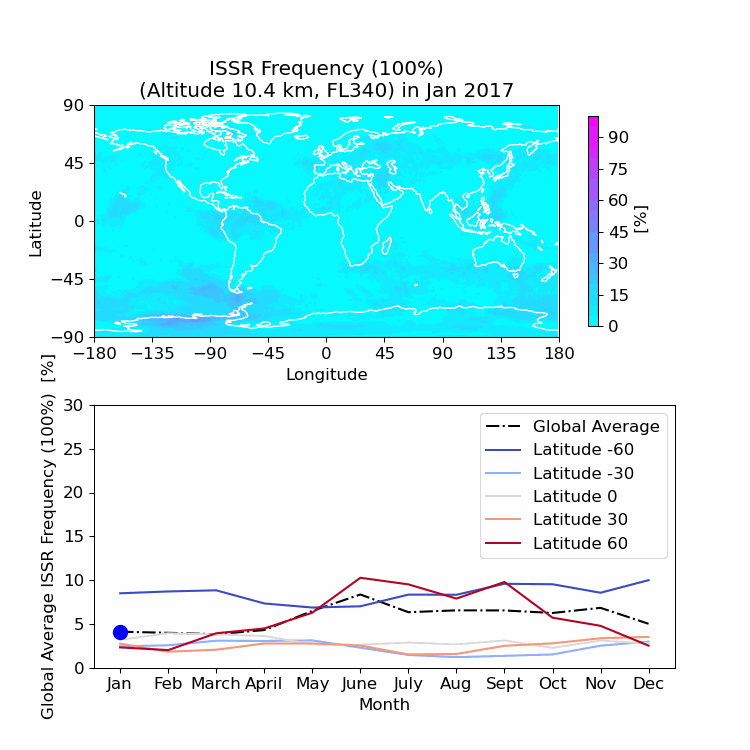 ISSR Frequency (100%)
(Altitude 10.4 km, FL340) in Jan 2017
90
45
0
−45
−90
Latitude
−180 −135 −90 −45 0 45 90 135 180
Longitude
90
75
60
45
30
15
0
[%]
Global Average ISSR Frequency (100%) [%]
30
25
20
15
10
5
0
Global Average
Latitude -60
Latitude -30
Latitude 0
Latitude 30
Latitude 60
Jan Feb March April May June July Aug Sept Oct Nov Dec
Month